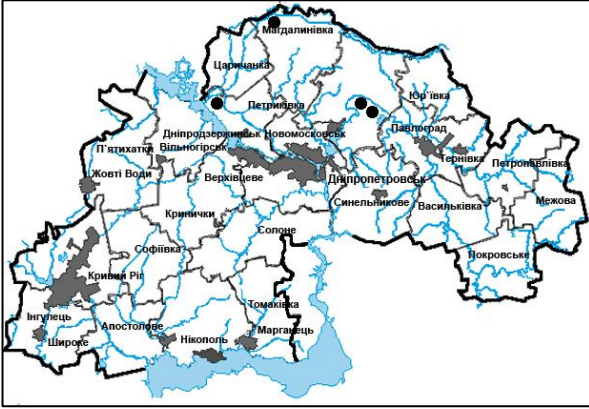 Магдалинівка
Царичанка
Юр'ївка
Петриківка
Дніпродзержинськ Новомосковськ
Павлоград
П'ятихатки
Вільногірськ
Тернівка
Петропавлівка
Жовті Води
Верхівцеве
Дніпропетровськ
Синельникове
Васильківка
Межова
Кринички
Солоне
Софіївка
Покровське
Кривий Ріг
Томаківка
Інгулець
Апостолове
Марганець
Широке
Нікополь